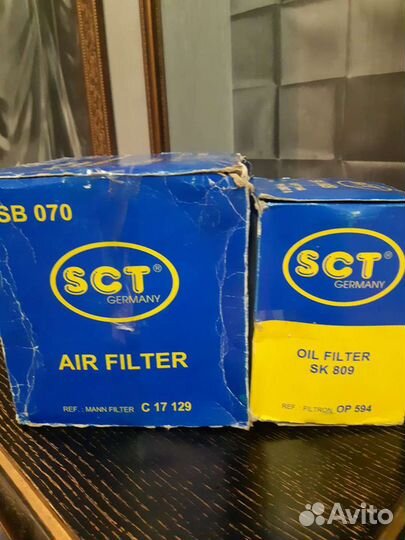 SB 070
SCT
GERMANY
AIR FILTER
REF. : MANN FILTER C 17 129
SCT
GERMANY
OIL FILTER
SK 809
REF. : FILTRON OP 594
Avito